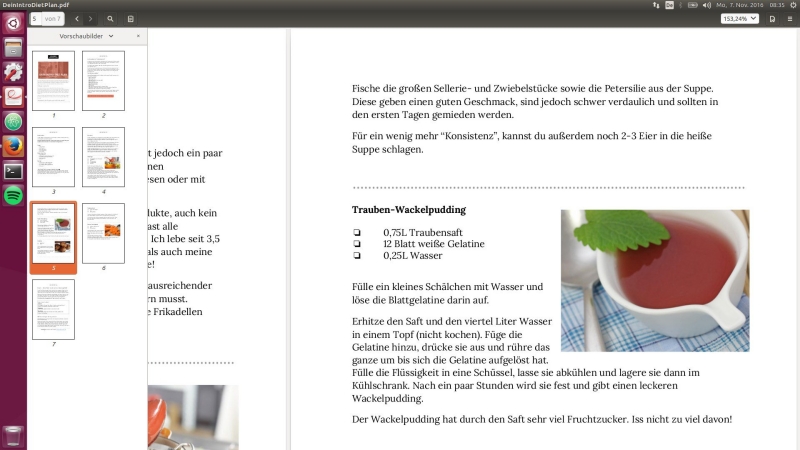 DeinIntroDietPlan.pdf
De
Mo, 7. Nov. 2016
08:35
5
von 7
153,24%
Vorschaubilder
1
2
3
4
5
6
7
t jedoch ein paar
nen
esen oder mit
dukte, auch kein
ast alle
Ich lebe seit 3,5
als auch meine
e!
ausreichender
rn musst.
e Frikadellen
Fische die großen Sellerie- und Zwiebelstücke sowie die Petersilie aus der Suppe.
Diese geben einen guten Geschmack, sind jedoch schwer verdaulich und sollten in
den ersten Tagen gemieden werden.
Für ein wenig mehr “Konsistenz”, kannst du außerdem noch 2-3 Eier in die heiße
Suppe schlagen.
Trauben-Wackelpudding
0,75L Traubensaft
12 Blatt weiße Gelatine
0,25L Wasser
Fülle ein kleines Schälchen mit Wasser und
löse die Blattgelatine darin auf.
Erhitze den Saft und den viertel Liter Wasser
in einem Topf (nicht kochen). Füge die
Gelatine hinzu, drücke sie aus und rühre das
ganze um bis sich die Gelatine aufgelöst hat.
Fülle die Flüssigkeit in eine Schüssel, lasse sie abkühlen und lagere sie dann im
Kühlschrank. Nach ein paar Stunden wird sie fest und gibt einen leckeren
Wackelpudding.
Der Wackelpudding hat durch den Saft sehr viel Fruchtzucker. Iss nicht zu viel davon!